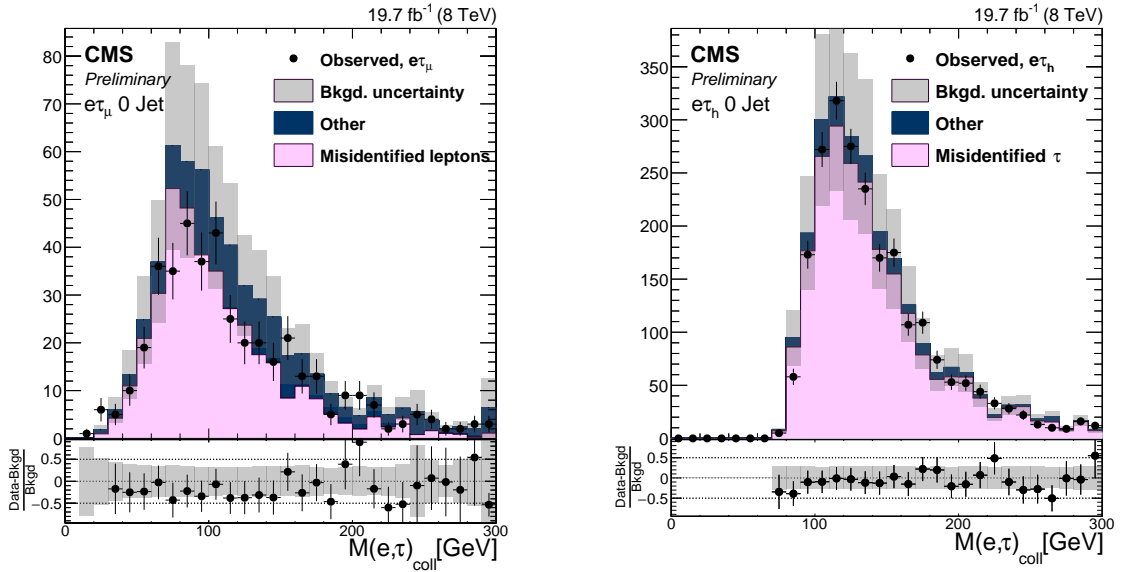 19.7 fb⁻¹ (8 TeV)
CMS
Preliminary
eτμ 0 Jet
Observed, eτμ
Bkgd. uncertainty
Other
Misidentified leptons
80
70
60
50
40
30
20
10
0
Data-Bkgd
Bkgd
0.5
0.0
−0.5
0 100 200 300
M(e,τ)coll [GeV]
19.7 fb⁻¹ (8 TeV)
CMS
Preliminary
eτh 0 Jet
Observed, eτh
Bkgd. uncertainty
Other
Misidentified τ
350
300
250
200
150
100
50
0
Data-Bkgd
Bkgd
0.5
0.0
−0.5
0 100 200 300
M(e,τ)coll [GeV]